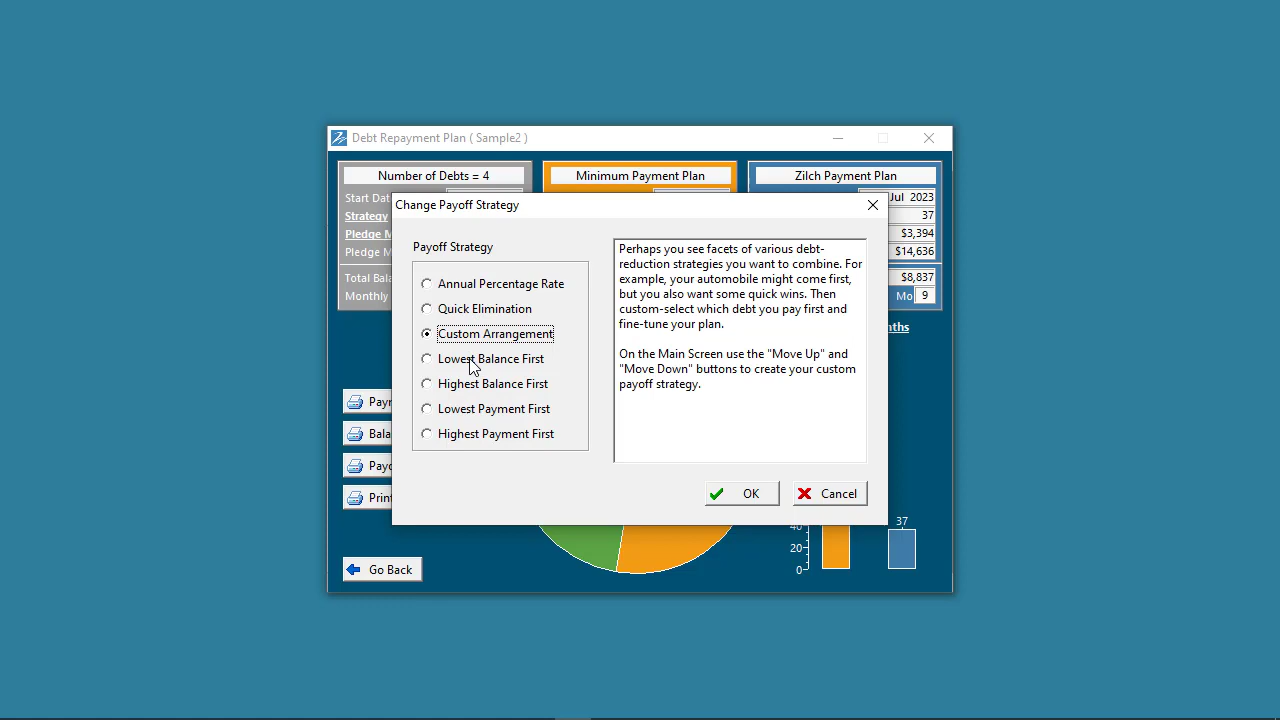 Debt Repayment Plan ( Sample2 )
Number of Debts = 4
Minimum Payment Plan
Zilch Payment Plan
Start Dat
Jul 2023
Strategy
37
Pledge M
$3,394
Pledge M
$14,636
Total Bala
$8,837
Monthly
Mo 9
nths
Change Payoff Strategy
Payoff Strategy
Annual Percentage Rate
Quick Elimination
Custom Arrangement
Lowest Balance First
Highest Balance First
Lowest Payment First
Highest Payment First
Perhaps you see facets of various debt-
reduction strategies you want to combine. For
example, your automobile might come first,
but you also want some quick wins. Then
custom-select which debt you pay first and
fine-tune your plan.
On the Main Screen use the "Move Up" and
"Move Down" buttons to create your custom
payoff strategy.
OK
Cancel
Payn
Bala
Payo
Print
37
40
20
0
Go Back